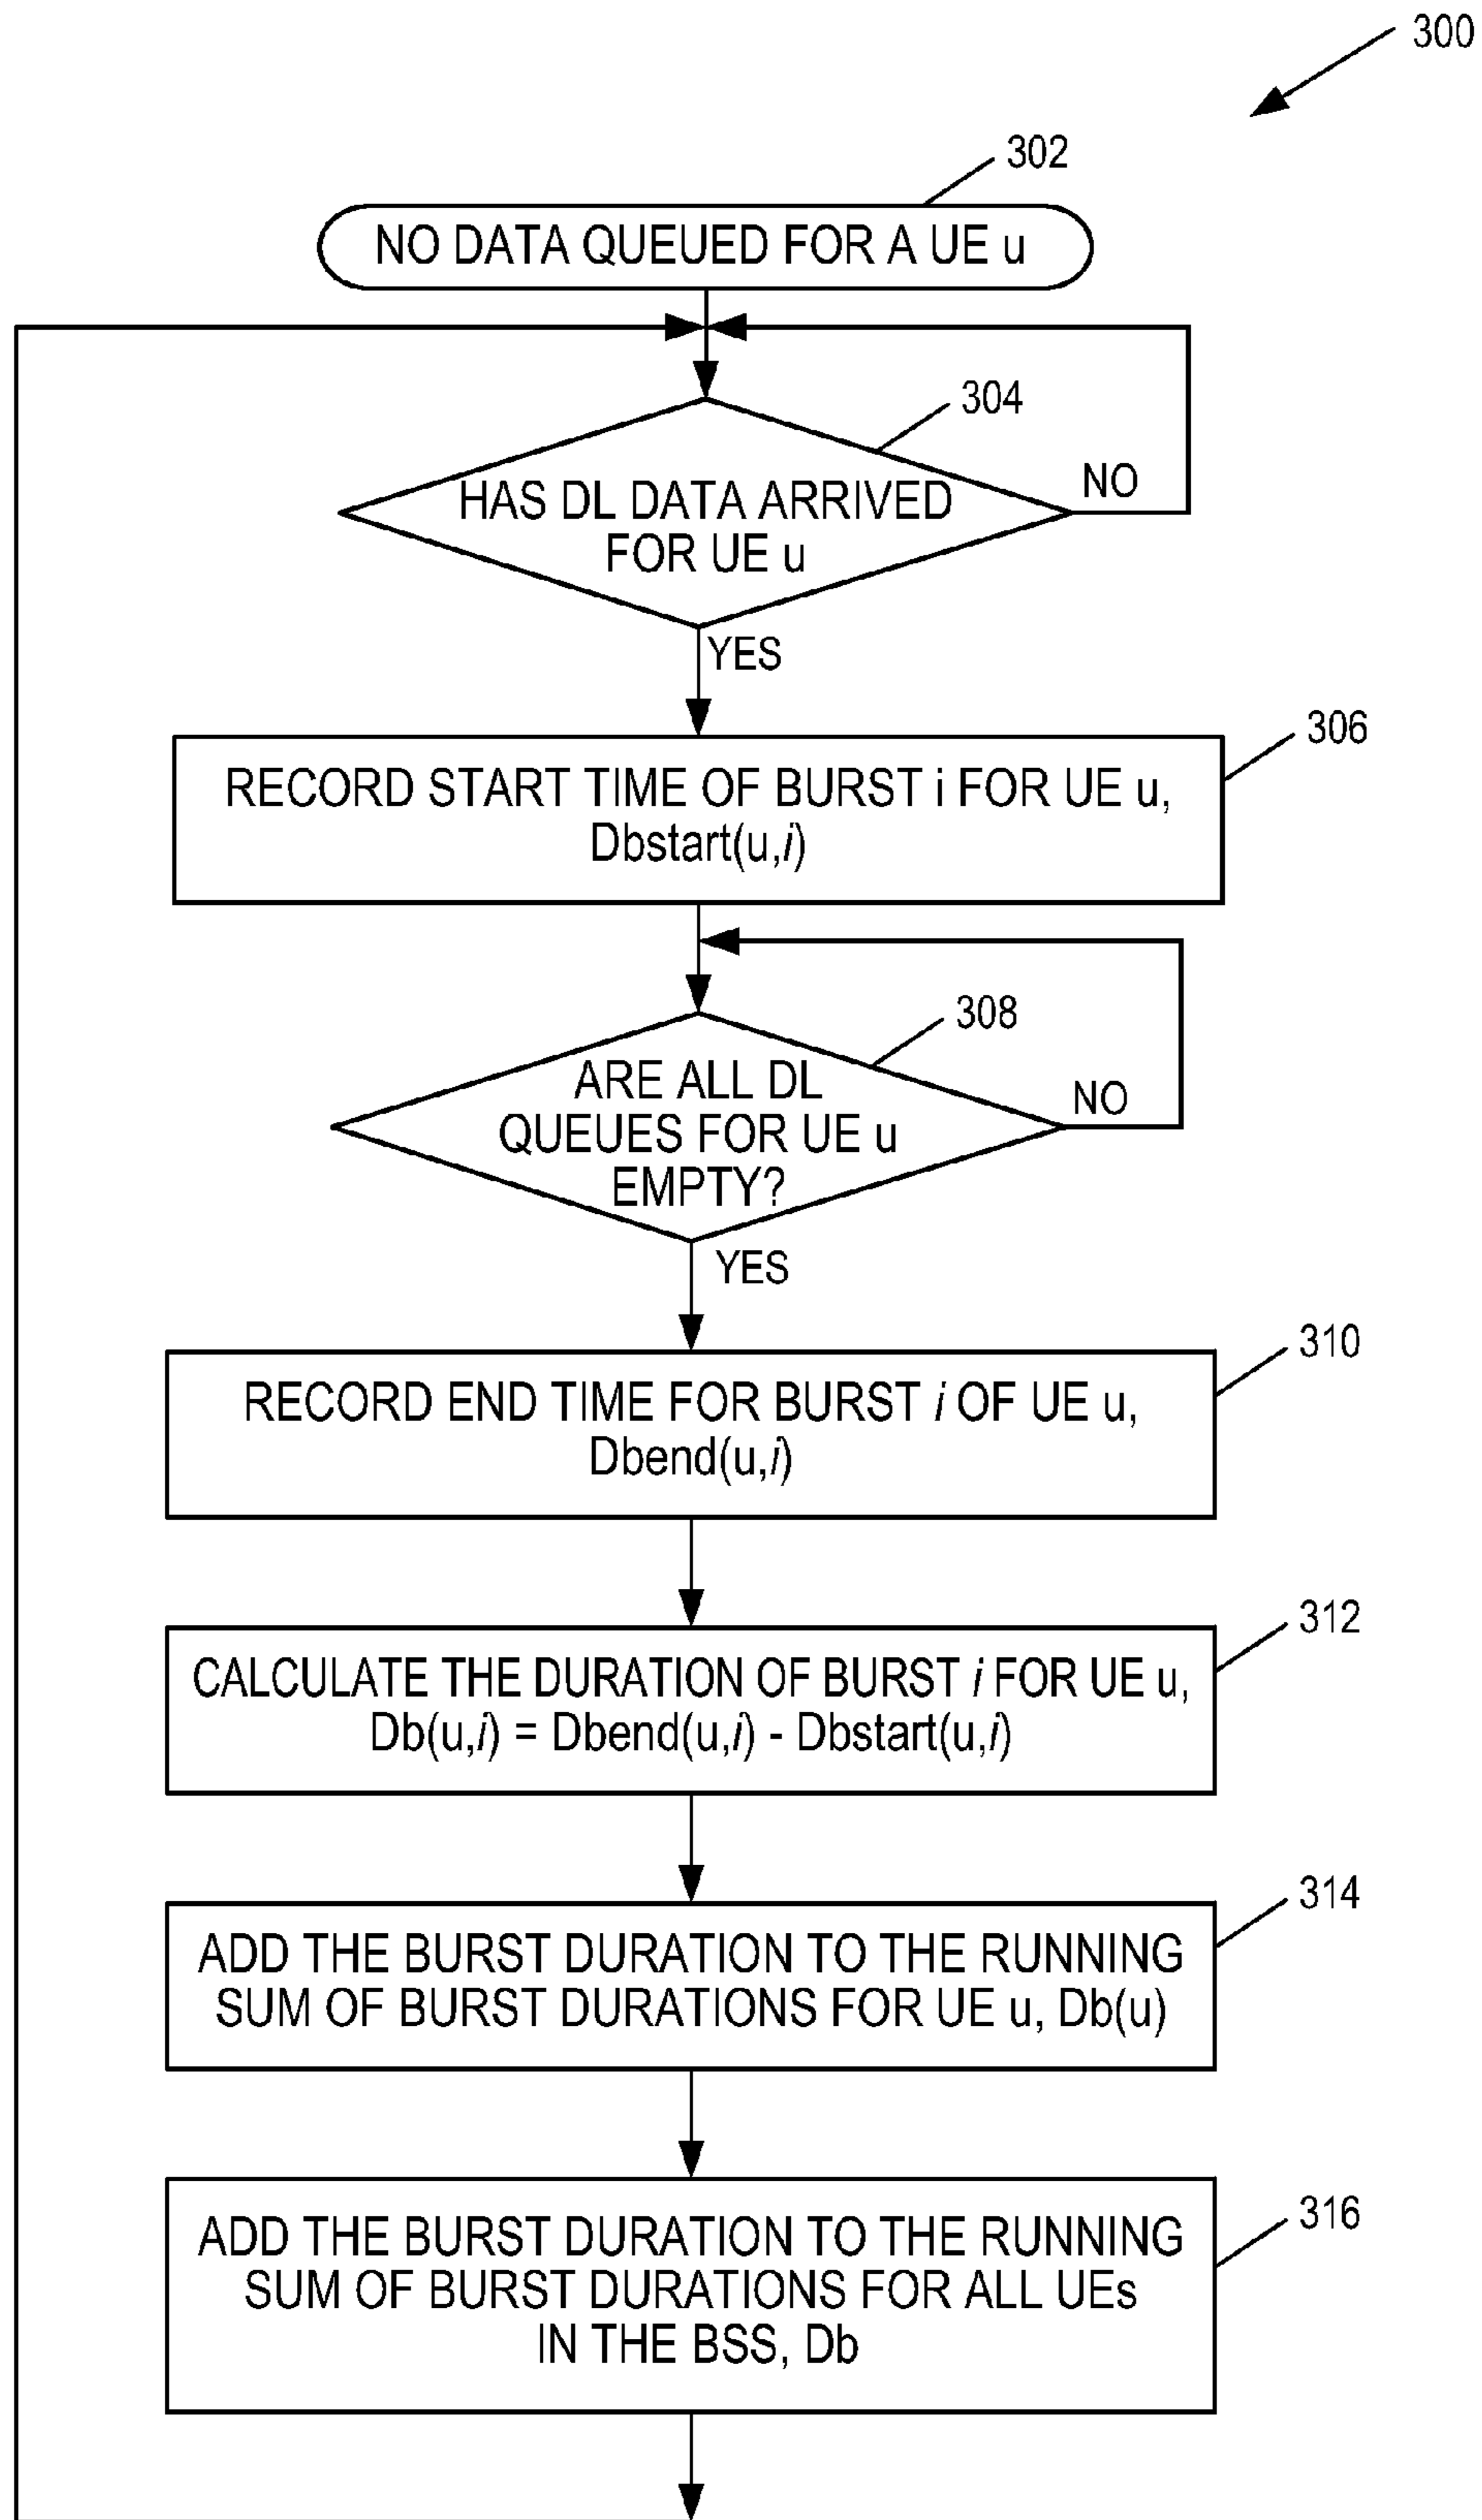 300
302
NO DATA QUEUED FOR A UE u
304
HAS DL DATA ARRIVED
FOR UE u
NO
YES
306
RECORD START TIME OF BURST i FOR UE u,
Dbstart(u,i)
308
ARE ALL DL
QUEUES FOR UE u
EMPTY?
NO
YES
310
RECORD END TIME FOR BURST i OF UE u,
Dbend(u,i)
312
CALCULATE THE DURATION OF BURST i FOR UE u,
Db(u,i) = Dbend(u,i) - Dbstart(u,i)
314
ADD THE BURST DURATION TO THE RUNNING
SUM OF BURST DURATIONS FOR UE u, Db(u)
316
ADD THE BURST DURATION TO THE RUNNING
SUM OF BURST DURATIONS FOR ALL UEs
IN THE BSS, Db